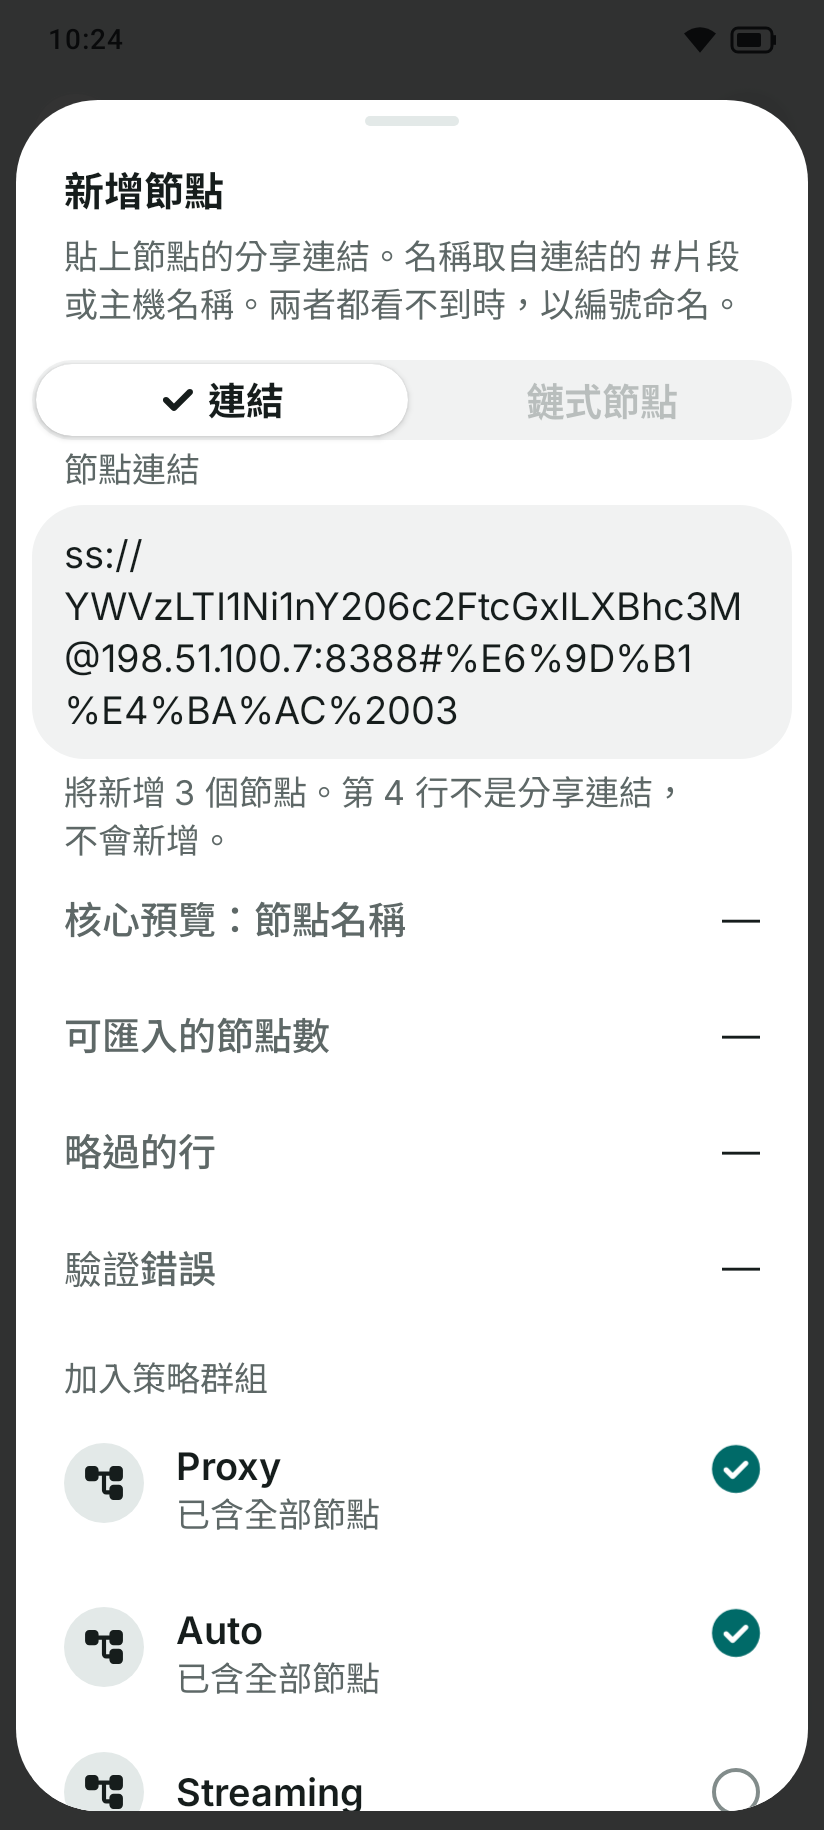 10:24
新增節點
貼上節點的分享連結。名稱取自連結的 #片段
或主機名稱。兩者都看不到時，以編號命名。
連結
鏈式節點
節點連結
ss://
YWVzLTI1Ni1nY206c2FtcGxlLXBhc3M
@198.51.100.7:8388#%E6%9D%B1
%E4%BA%AC%2003
將新增 3 個節點。第 4 行不是分享連結，
不會新增。
核心預覽：節點名稱
—
可匯入的節點數
—
略過的行
—
驗證錯誤
—
加入策略群組
Proxy
已含全部節點
Auto
已含全部節點
Streaming